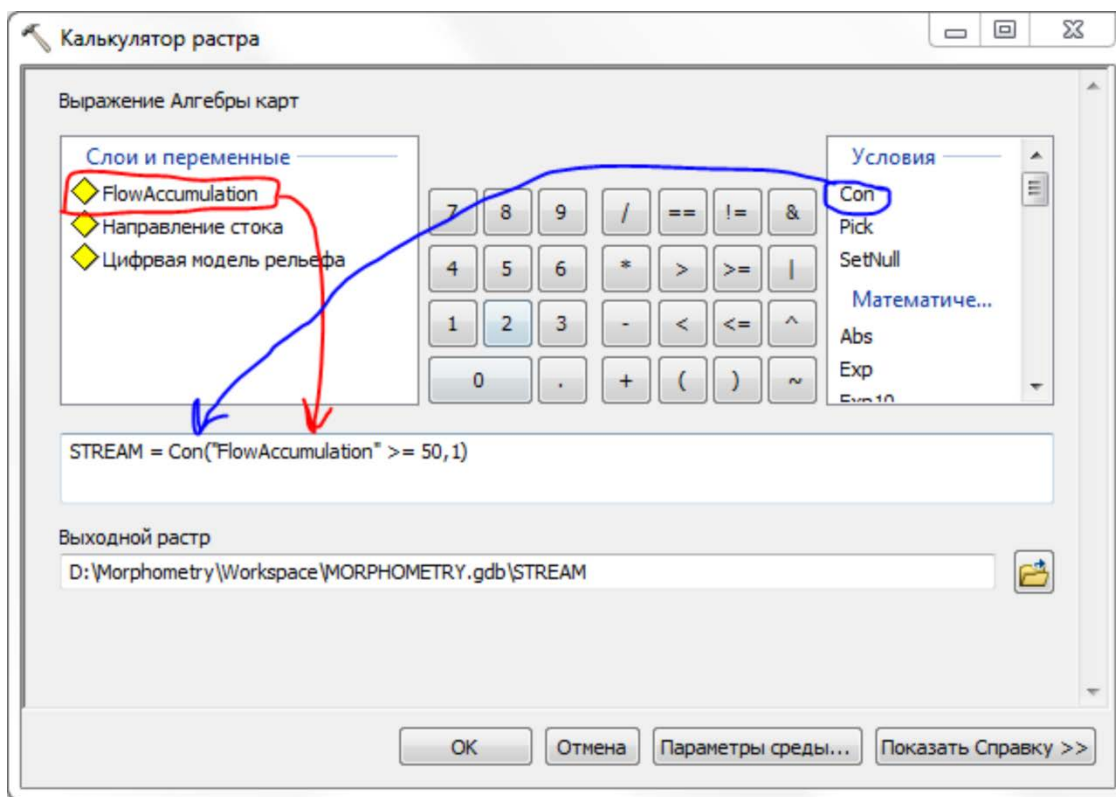 Калькулятор растра
Выражение Алгебры карт
Слои и переменные
FlowAccumulation
Направление стока
Цифрвая модель рельефа
7 8 9 / == != &
4 5 6 * > >= |
1 2 3 - < <= ^
0 . + ( ) ~
Условия
Con
Pick
SetNull
Математиче...
Abs
Exp
Exp10
STREAM = Con("FlowAccumulation" >= 50,1)
Выходной растр
D:\Morphometry\Workspace\MORPHOMETRY.gdb\STREAM
OK Отмена Параметры среды... Показать Справку >>